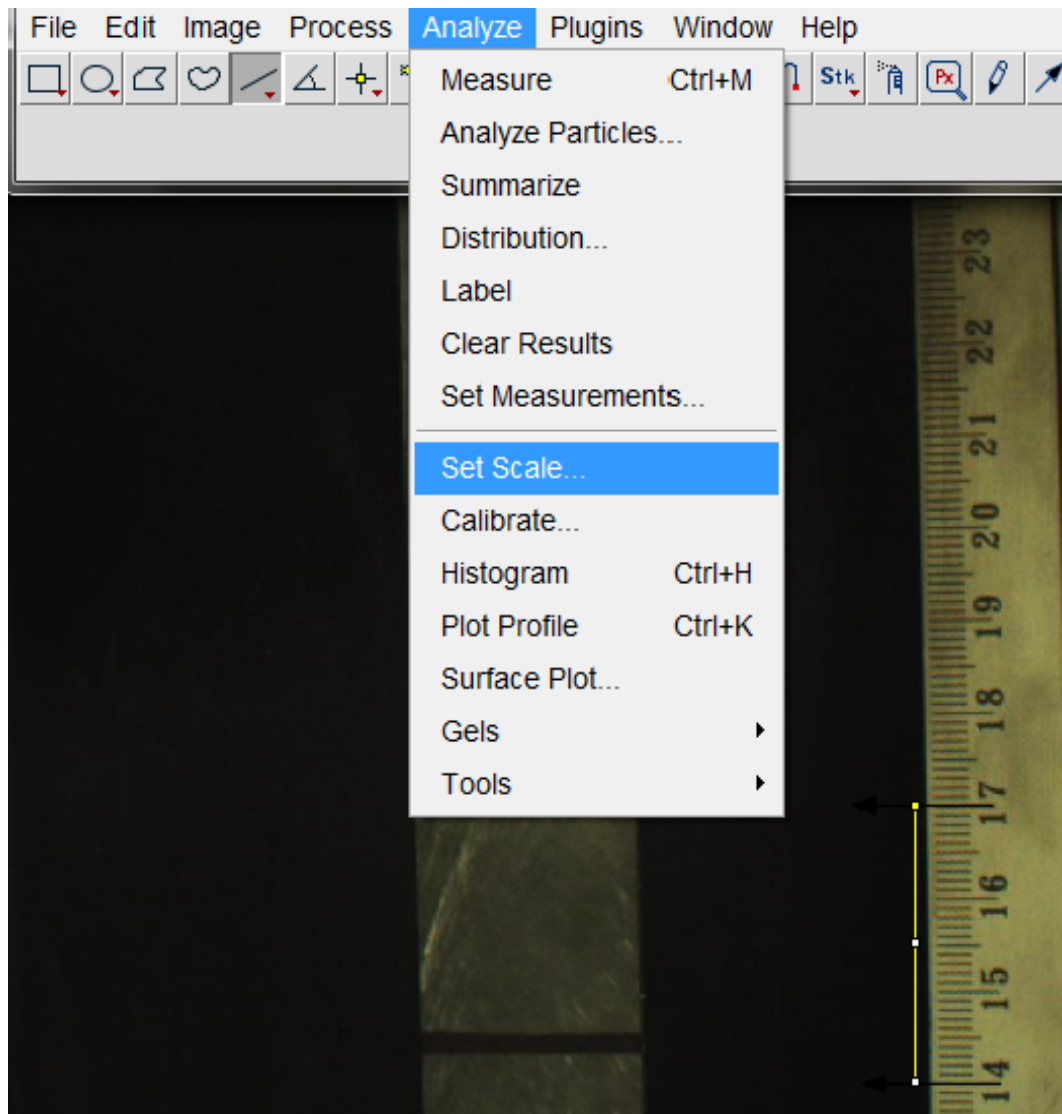 File Edit Image Process Analyze Plugins Window Help
Stk
Px
Measure Ctrl+M
Analyze Particles...
Summarize
Distribution...
Label
Clear Results
Set Measurements...
Set Scale...
Calibrate...
Histogram Ctrl+H
Plot Profile Ctrl+K
Surface Plot...
Gels
Tools
23
22
21
20
19
18
17
16
15
14